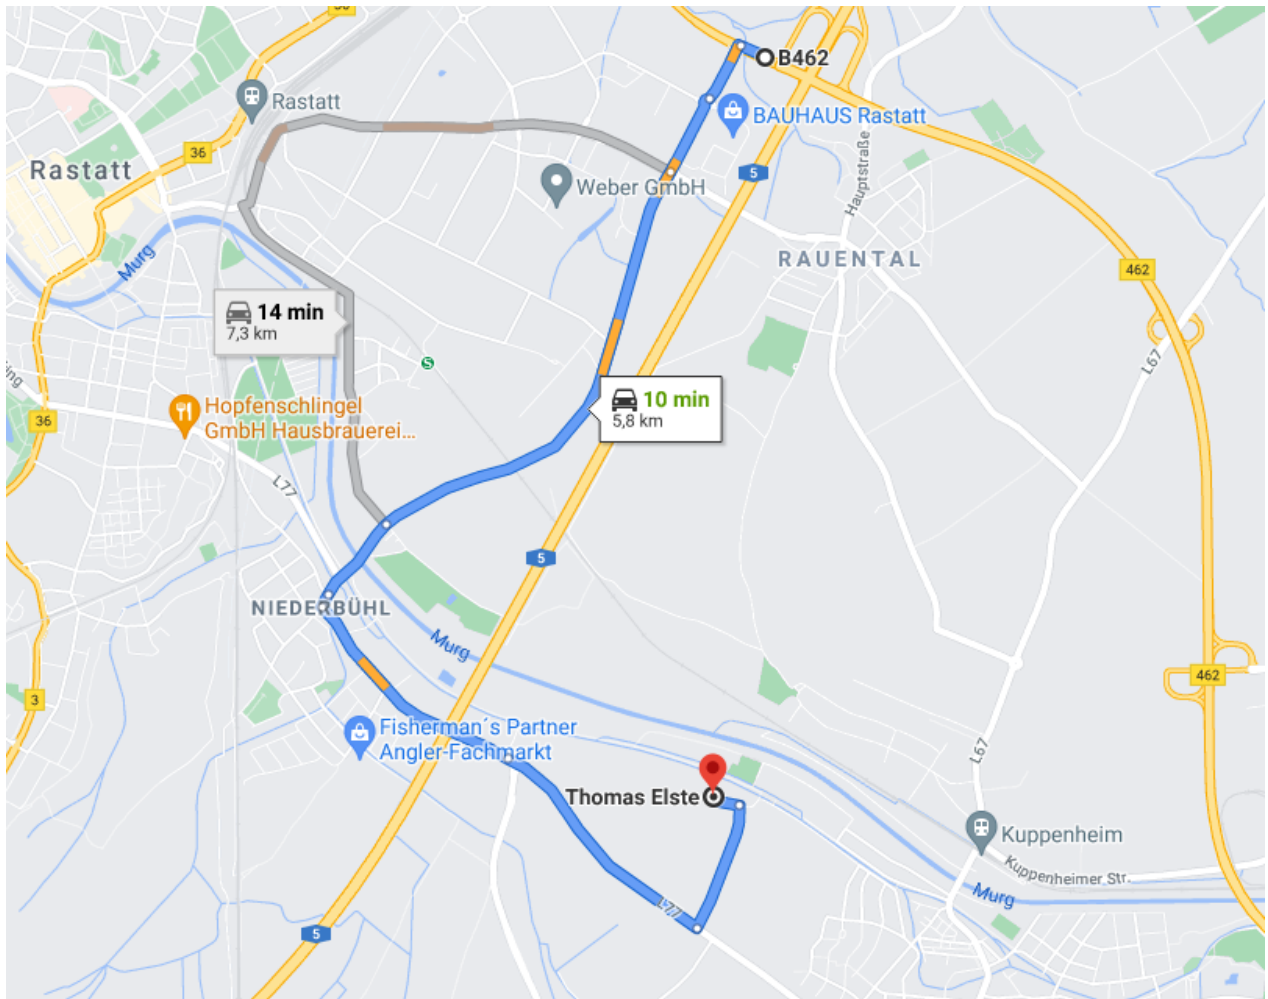 36
B462
Rastatt
BAUHAUS Rastatt
36
Rastatt
5
Hauptstraße
Weber GmbH
Murg
RAUENTAL
462
14 min
7,3 km
L67
ing
S
10 min
5,8 km
Hopfenschlingel
GmbH Hausbrauerei...
36
L77
5
NIEDERBÜHL
Murg
462
3
Fisherman´s Partner
Angler-Fachmarkt
L67
Thomas Elste
Kuppenheim
Kuppenheimer Str.
Murg
L77
5